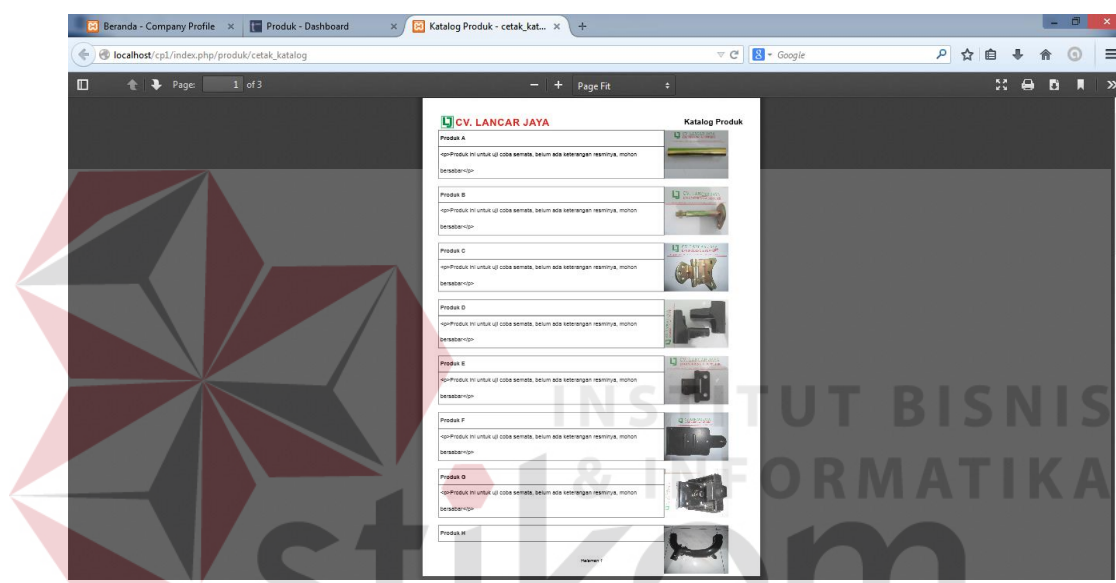 Beranda - Company Profile
Produk - Dashboard
Katalog Produk - cetak_kat...
localhost/cp1/index.php/produk/cetak_katalog
Google
Page: 1 of 3
Page Fit
CV. LANCAR JAYA
Katalog Produk
Produk A
<p>Produk ini untuk uji coba semata, belum ada keterangan resminya, mohon
bersabar</p>
Produk B
<p>Produk ini untuk uji coba semata, belum ada keterangan resminya, mohon
bersabar</p>
Produk C
<p>Produk ini untuk uji coba semata, belum ada keterangan resminya, mohon
bersabar</p>
Produk D
<p>Produk ini untuk uji coba semata, belum ada keterangan resminya, mohon
bersabar</p>
Produk E
<p>Produk ini untuk uji coba semata, belum ada keterangan resminya, mohon
bersabar</p>
Produk F
<p>Produk ini untuk uji coba semata, belum ada keterangan resminya, mohon
bersabar</p>
Produk G
<p>Produk ini untuk uji coba semata, belum ada keterangan resminya, mohon
bersabar</p>
Produk H
Halaman 1
INSTITUT BISNIS
& INFORMATIKA
stikom